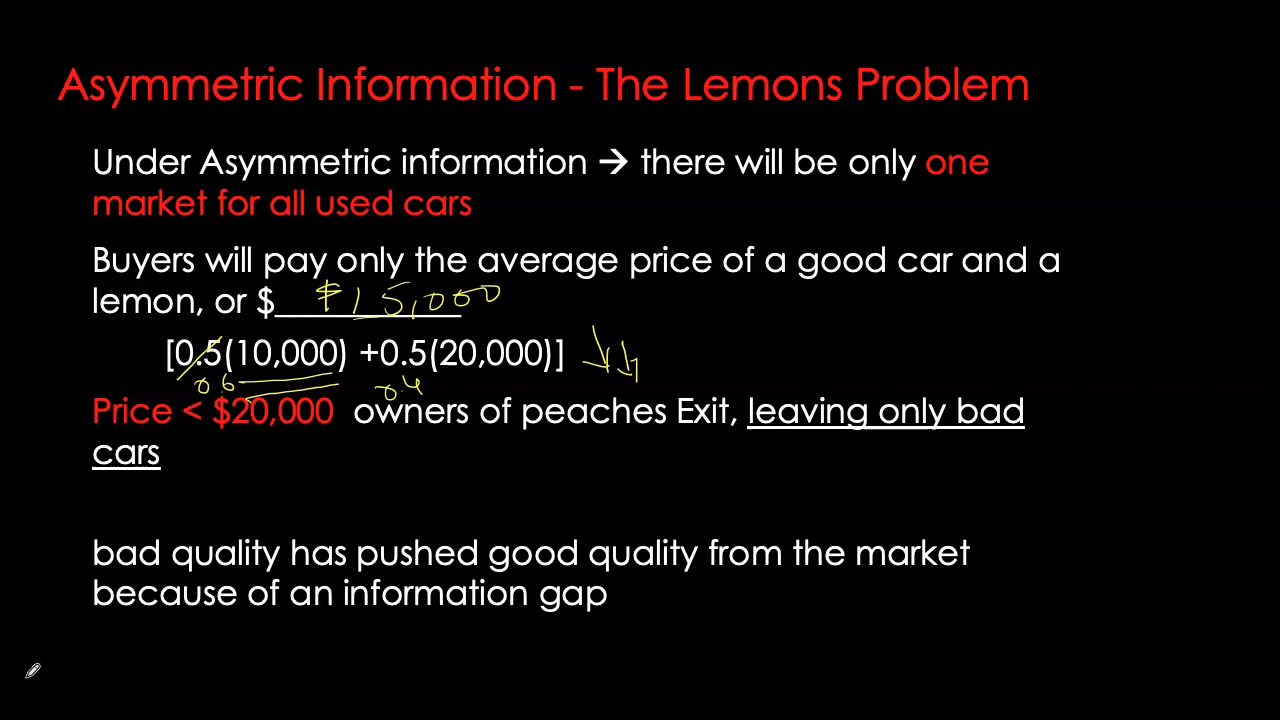 Asymmetric Information - The Lemons Problem
Under Asymmetric information → there will be only one
market for all used cars
Buyers will pay only the average price of a good car and a
lemon, or $__________ $15,000
[0.5(10,000) +0.5(20,000)]
0.6 0.4
Price < $20,000 owners of peaches Exit, leaving only bad
cars
bad quality has pushed good quality from the market
because of an information gap